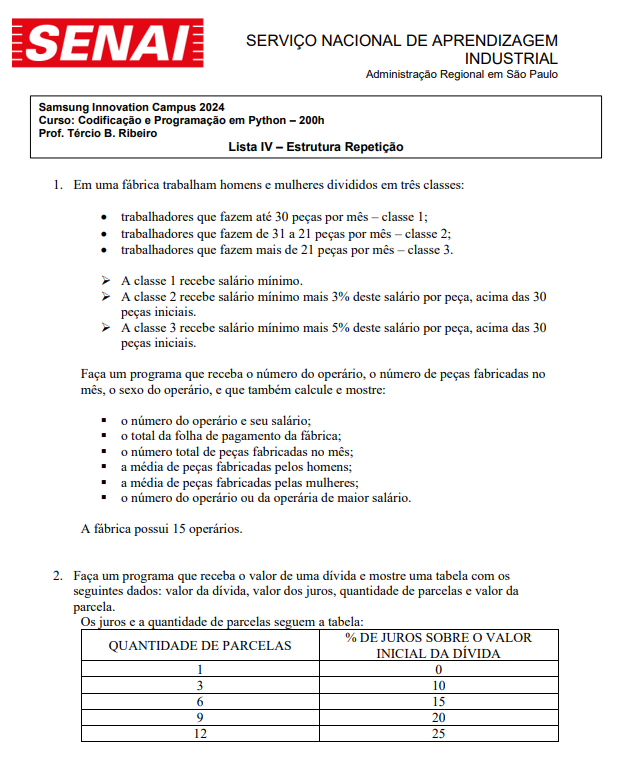 SENAI
SERVIÇO NACIONAL DE APRENDIZAGEM
INDUSTRIAL
Administração Regional em São Paulo
Samsung Innovation Campus 2024
Curso: Codificação e Programação em Python – 200h
Prof. Tércio B. Ribeiro
Lista IV – Estrutura Repetição
1. Em uma fábrica trabalham homens e mulheres divididos em três classes:
• trabalhadores que fazem até 30 peças por mês – classe 1;
• trabalhadores que fazem de 31 a 21 peças por mês – classe 2;
• trabalhadores que fazem mais de 21 peças por mês – classe 3.
➢ A classe 1 recebe salário mínimo.
➢ A classe 2 recebe salário mínimo mais 3% deste salário por peça, acima das 30
peças iniciais.
➢ A classe 3 recebe salário mínimo mais 5% deste salário por peça, acima das 30
peças iniciais.
Faça um programa que receba o número do operário, o número de peças fabricadas no
mês, o sexo do operário, e que também calcule e mostre:
▪ o número do operário e seu salário;
▪ o total da folha de pagamento da fábrica;
▪ o número total de peças fabricadas no mês;
▪ a média de peças fabricadas pelos homens;
▪ a média de peças fabricadas pelas mulheres;
▪ o número do operário ou da operária de maior salário.
A fábrica possui 15 operários.
2. Faça um programa que receba o valor de uma dívida e mostre uma tabela com os
seguintes dados: valor da dívida, valor dos juros, quantidade de parcelas e valor da
parcela.
Os juros e a quantidade de parcelas seguem a tabela:
QUANTIDADE DE PARCELAS % DE JUROS SOBRE O VALOR
INICIAL DA DÍVIDA
1 0
3 10
6 15
9 20
12 25